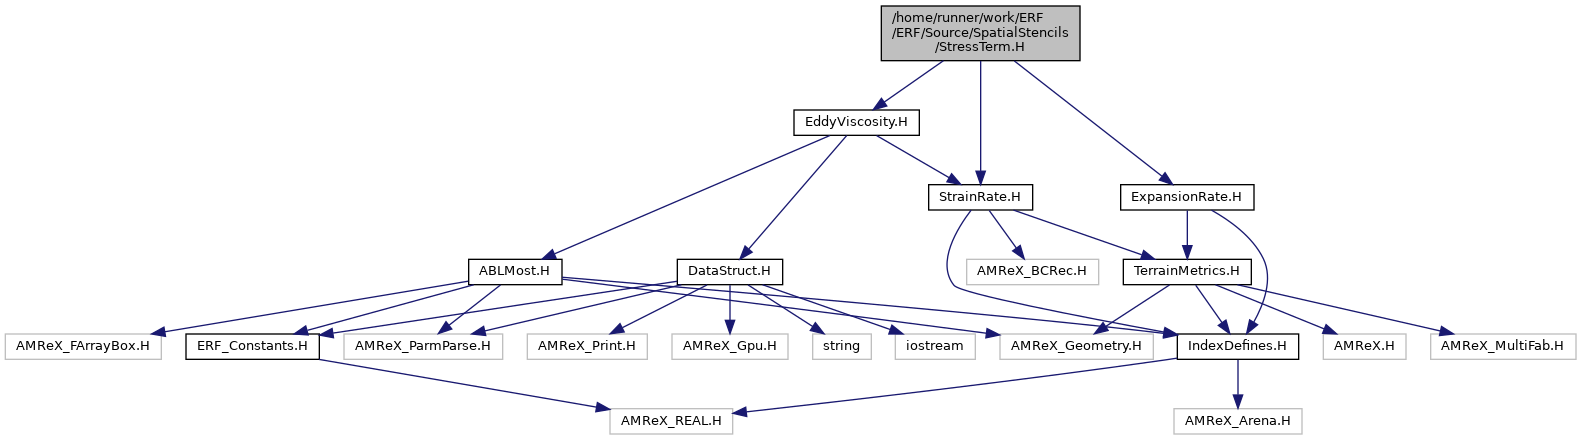 /home/runner/work/ERF
/ERF/Source/SpatialStencils
/StressTerm.H
EddyViscosity.H
StrainRate.H
ExpansionRate.H
ABLMost.H
DataStruct.H
AMReX_BCRec.H
TerrainMetrics.H
AMReX_FArrayBox.H
ERF_Constants.H
AMReX_ParmParse.H
AMReX_Print.H
AMReX_Gpu.H
string
iostream
AMReX_Geometry.H
IndexDefines.H
AMReX.H
AMReX_MultiFab.H
AMReX_REAL.H
AMReX_Arena.H